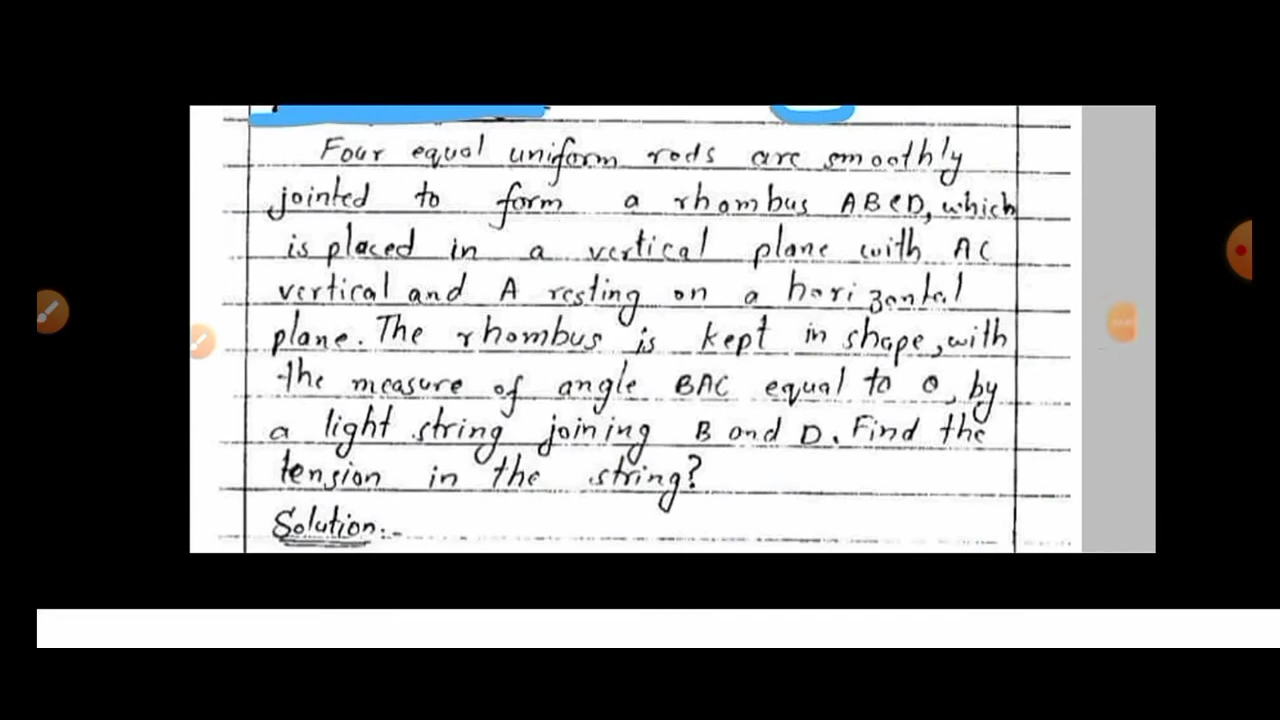 Four equal uniform rods are smoothly
jointed to form a rhombus ABCD, which
is placed in a vertical plane with AC
vertical and A resting on a horizontal
plane. The rhombus is kept in shape, with
the measure of angle BAC equal to θ, by
a light string joining B and D. Find the
tension in the string?
Solution:-